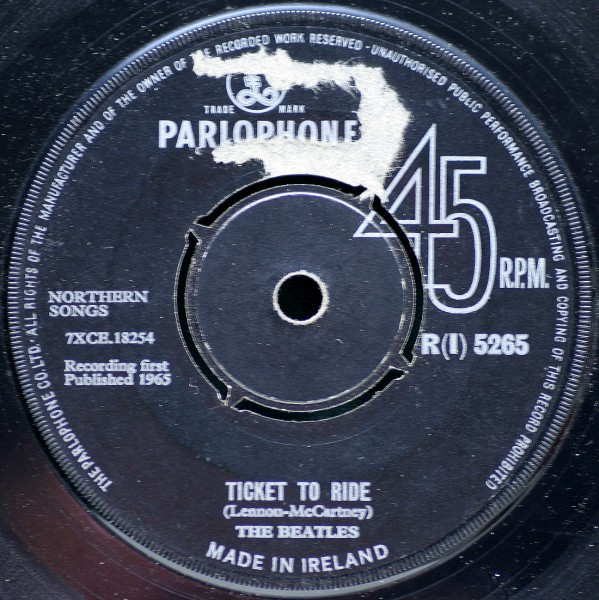 THE PARLOPHONE CO. LTD. · ALL RIGHTS OF THE MANUFACTURER AND OF THE OWNER OF THE RECORDED WORK RESERVED · UNAUTHORISED PUBLIC PERFORMANCE BROADCASTING AND COPYING OF THIS RECORD PROHIBITED
TRADE MARK
PARLOPHONE
45
R.P.M.
NORTHERN
SONGS
7XCE.18254
Recording first
Published 1965
R(I) 5265
TICKET TO RIDE
(Lennon-McCartney)
THE BEATLES
MADE IN IRELAND